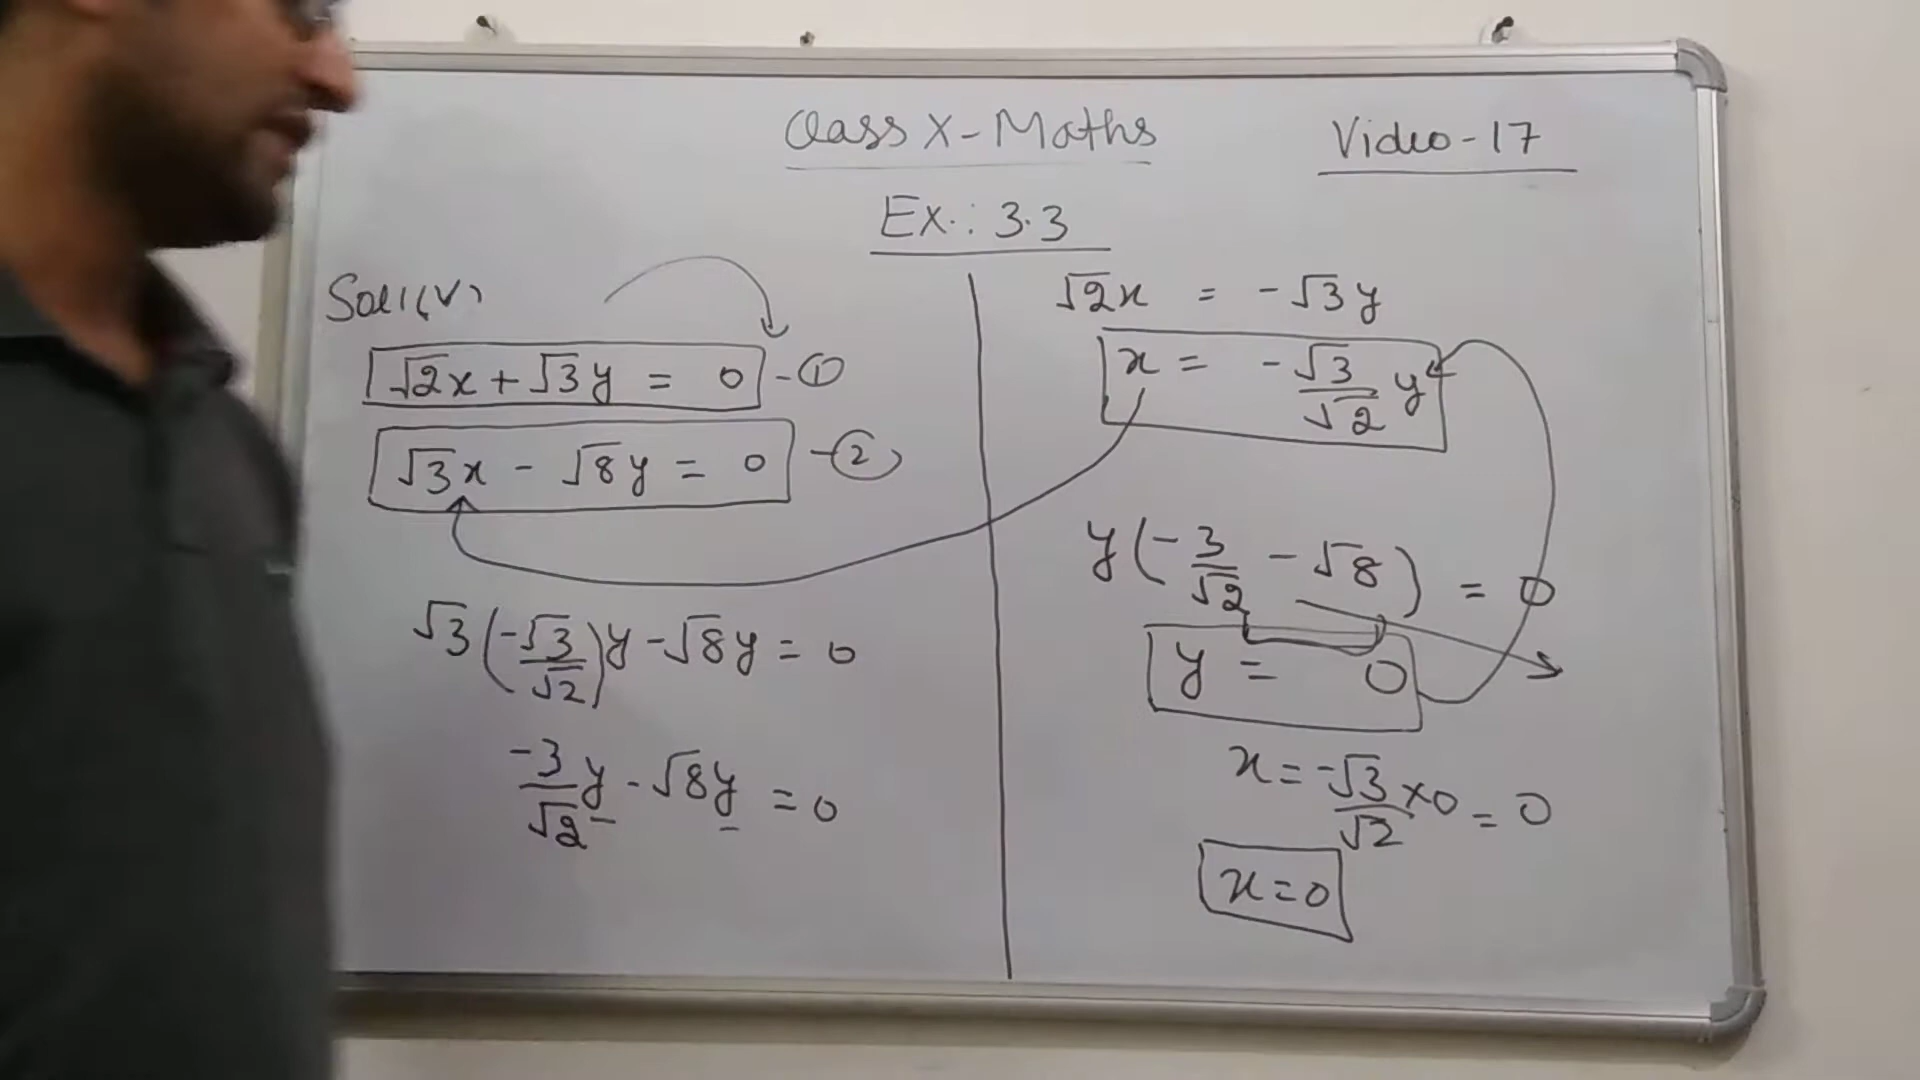 Class X - Maths
Video - 17
Ex.: 3.3
Sol:(V)
√2x + √3y = 0 - ①
√3x - √8y = 0 - ②
√3(-√3/√2)y - √8y = 0
-3/√2 y - √8y = 0
√2x = -√3y
x = -√3/√2 y
y(-3/√2 - √8) = 0
y = 0
x = -√3/√2 × 0 = 0
x = 0